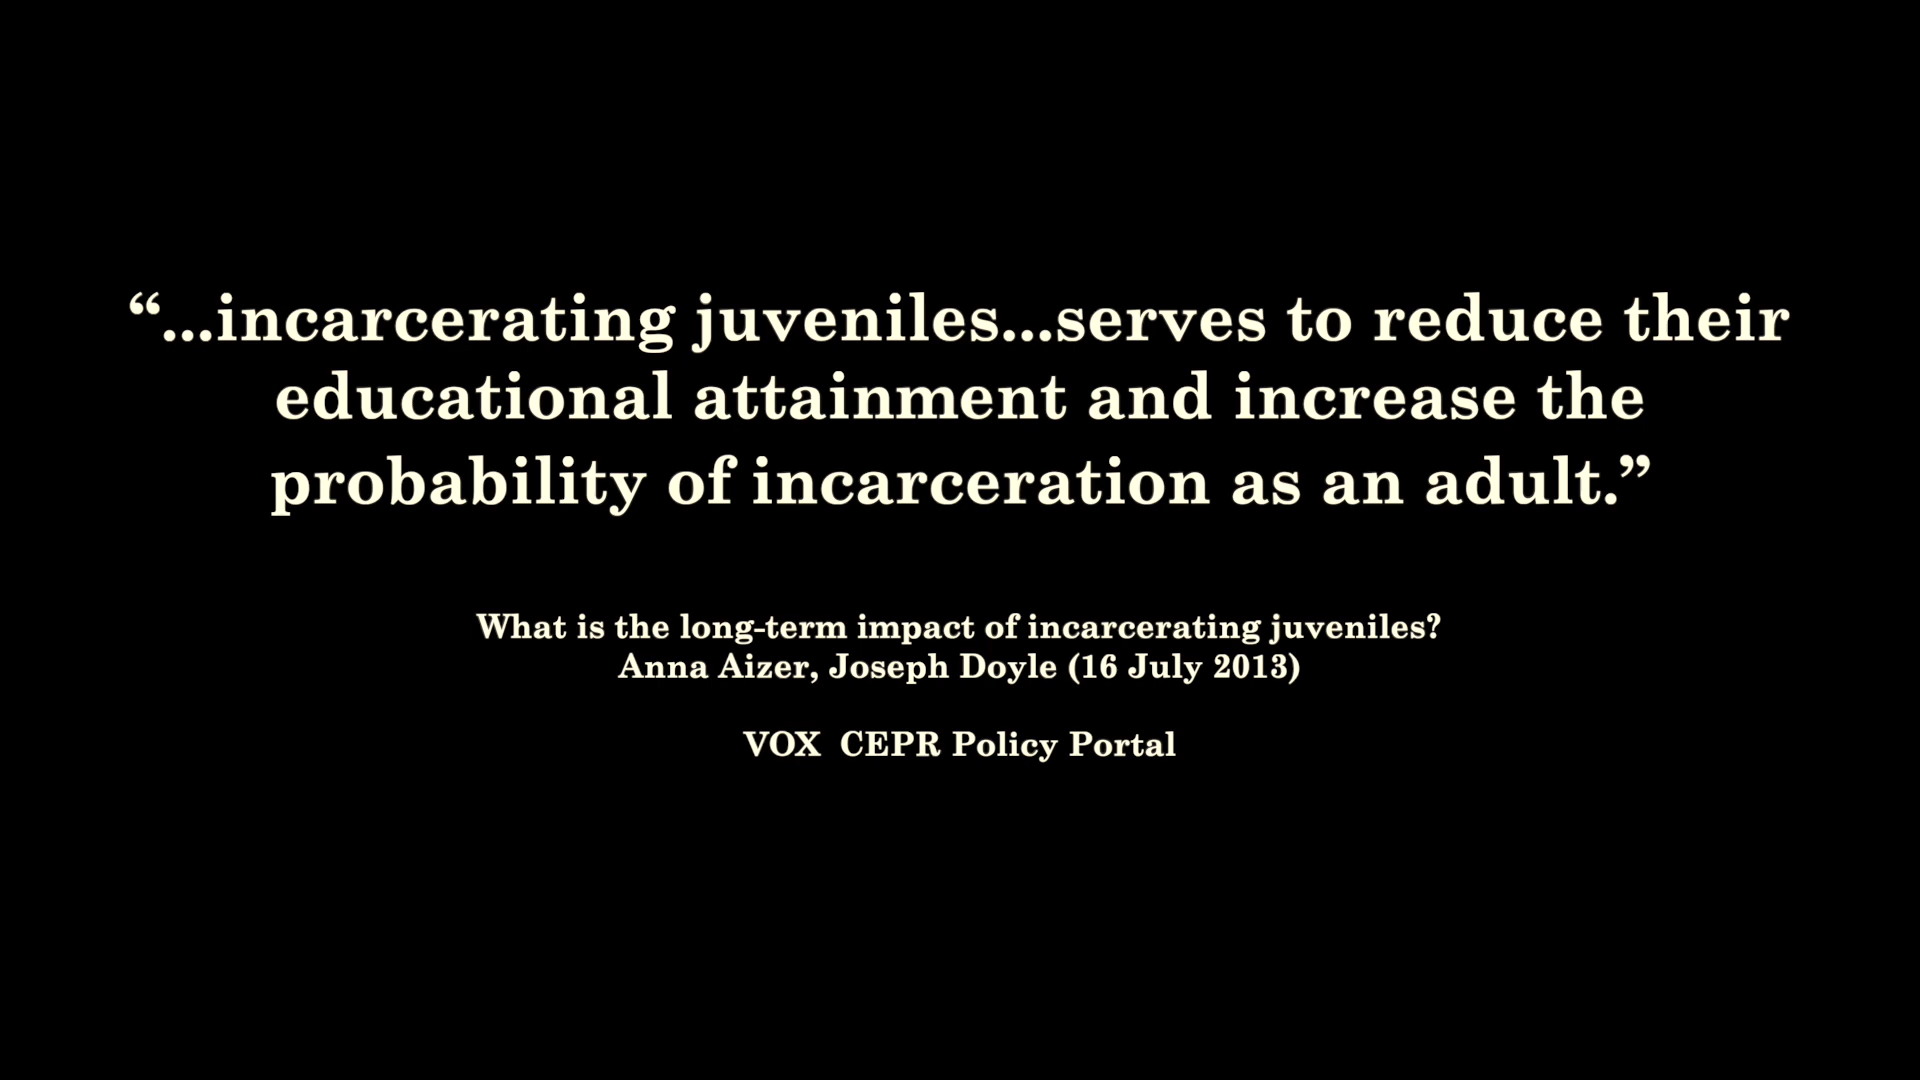 “...incarcerating juveniles...serves to reduce their
educational attainment and increase the
probability of incarceration as an adult.”
What is the long-term impact of incarcerating juveniles?
Anna Aizer, Joseph Doyle (16 July 2013)
VOX  CEPR Policy Portal